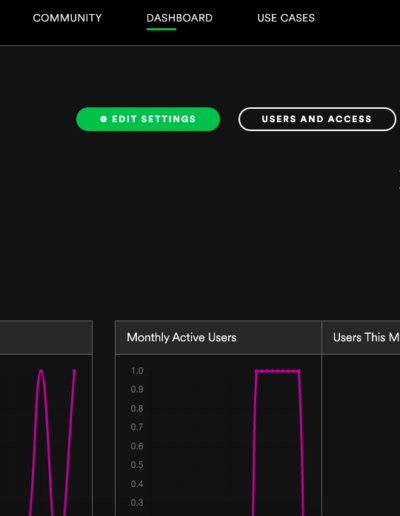 COMMUNITY DASHBOARD USE CASES
EDIT SETTINGS USERS AND ACCESS
Monthly Active Users Users This M
1.0
0.9
0.8
0.7
0.6
0.5
0.4
0.3